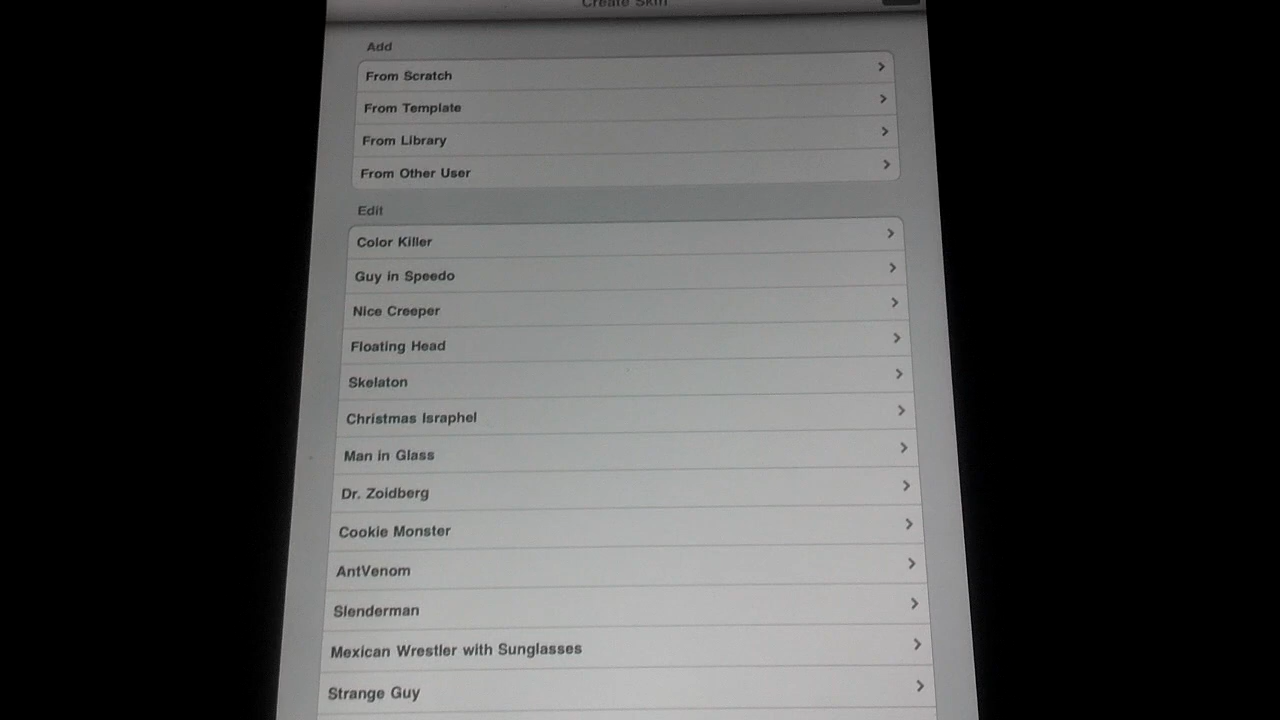 Create Skin
Add
From Scratch
From Template
From Library
From Other User
Edit
Color Killer
Guy in Speedo
Nice Creeper
Floating Head
Skelaton
Christmas Israphel
Man in Glass
Dr. Zoidberg
Cookie Monster
AntVenom
Slenderman
Mexican Wrestler with Sunglasses
Strange Guy